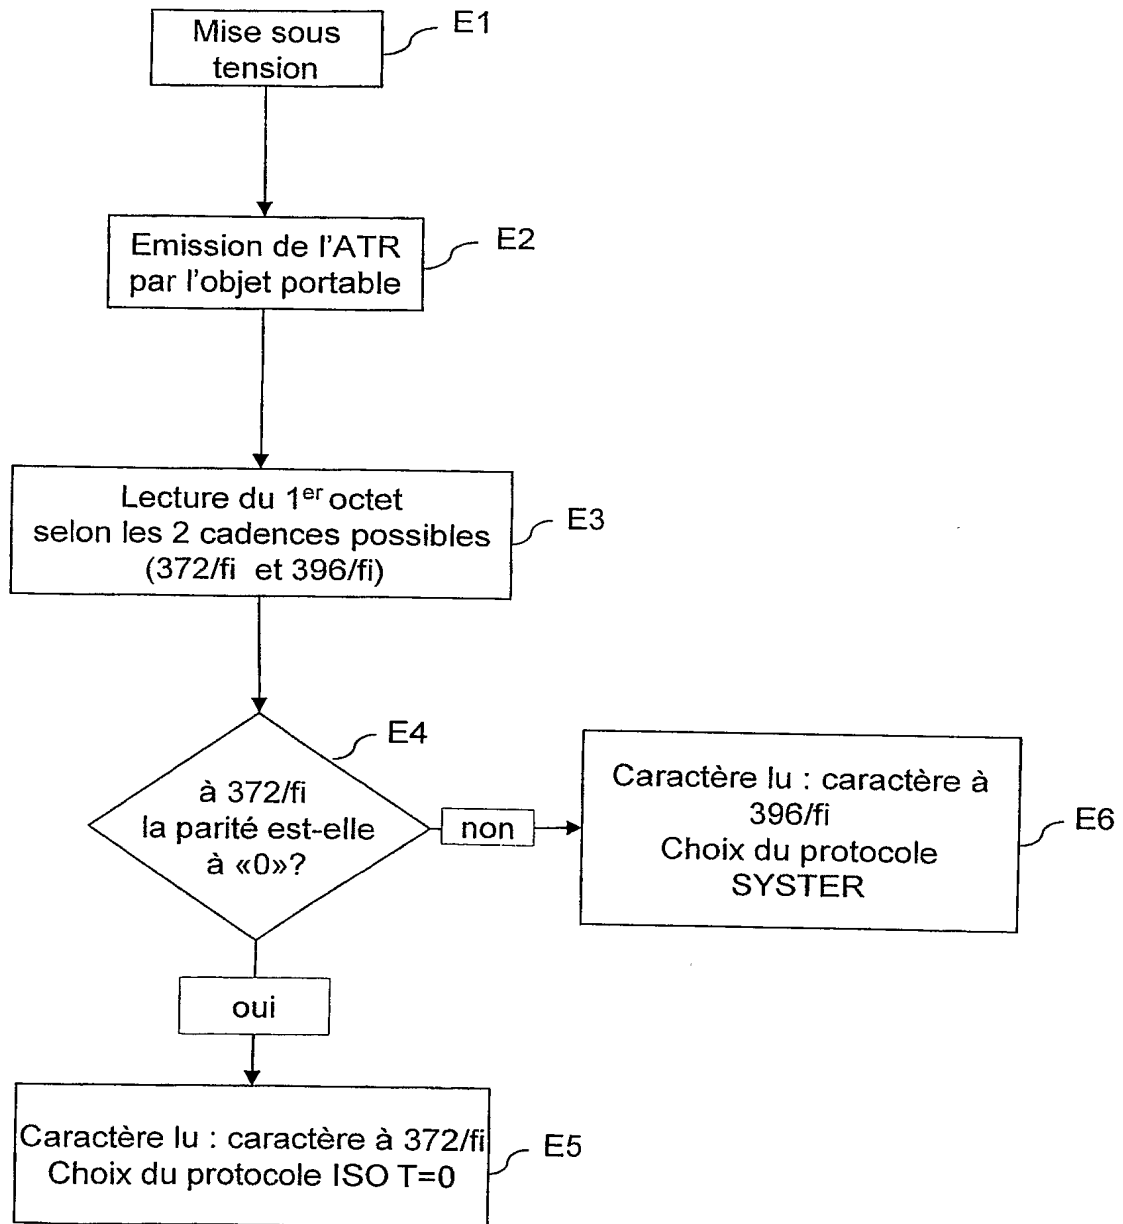 Mise sous
tension
E1
Emission de l'ATR
par l'objet portable
E2
Lecture du 1er octet
selon les 2 cadences possibles
(372/fi et 396/fi)
E3
E4
à 372/fi
la parité est-elle
à «0»?
non
Caractère lu : caractère à
396/fi
Choix du protocole
SYSTER
E6
oui
Caractère lu : caractère à 372/fi
Choix du protocole ISO T=0
E5